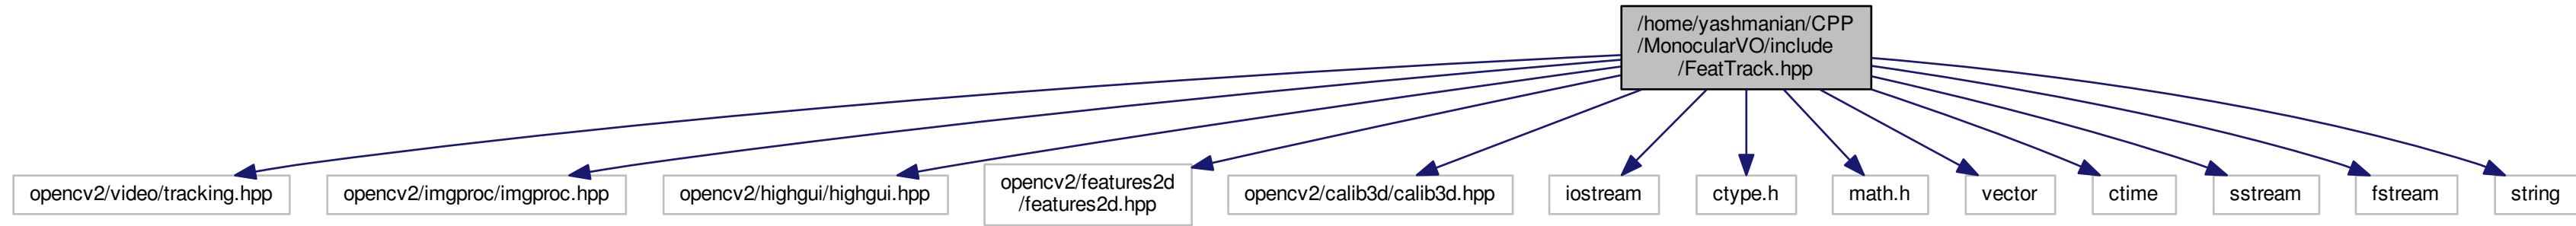 /home/yashmanian/CPP
/MonocularVO/include
/FeatTrack.hpp
opencv2/video/tracking.hpp
opencv2/imgproc/imgproc.hpp
opencv2/highgui/highgui.hpp
opencv2/features2d
/features2d.hpp
opencv2/calib3d/calib3d.hpp
iostream
ctype.h
math.h
vector
ctime
sstream
fstream
string